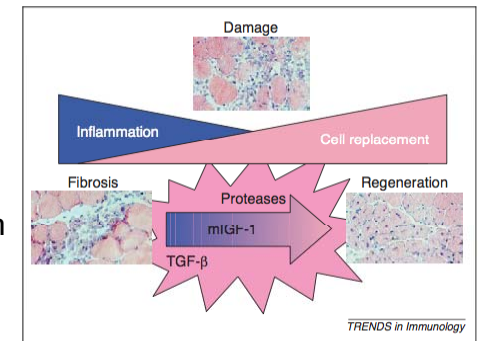 Damage
Inflammation
Cell replacement
Fibrosis
Regeneration
Proteases
mIGF-1
TGF-β
TRENDS in Immunology